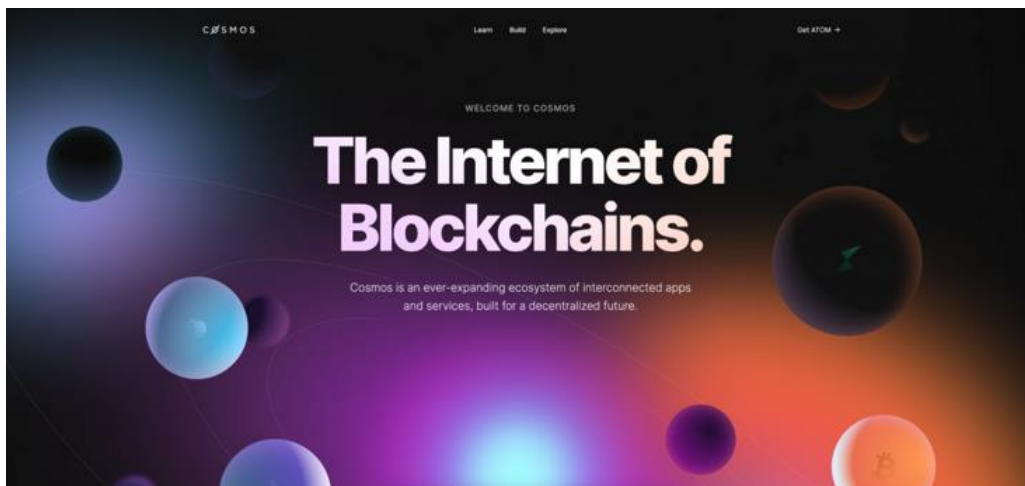 CØSMOS
Learn Build Explore
Get ATOM →
WELCOME TO COSMOS
The Internet of
Blockchains.
Cosmos is an ever-expanding ecosystem of interconnected apps
and services, built for a decentralized future.